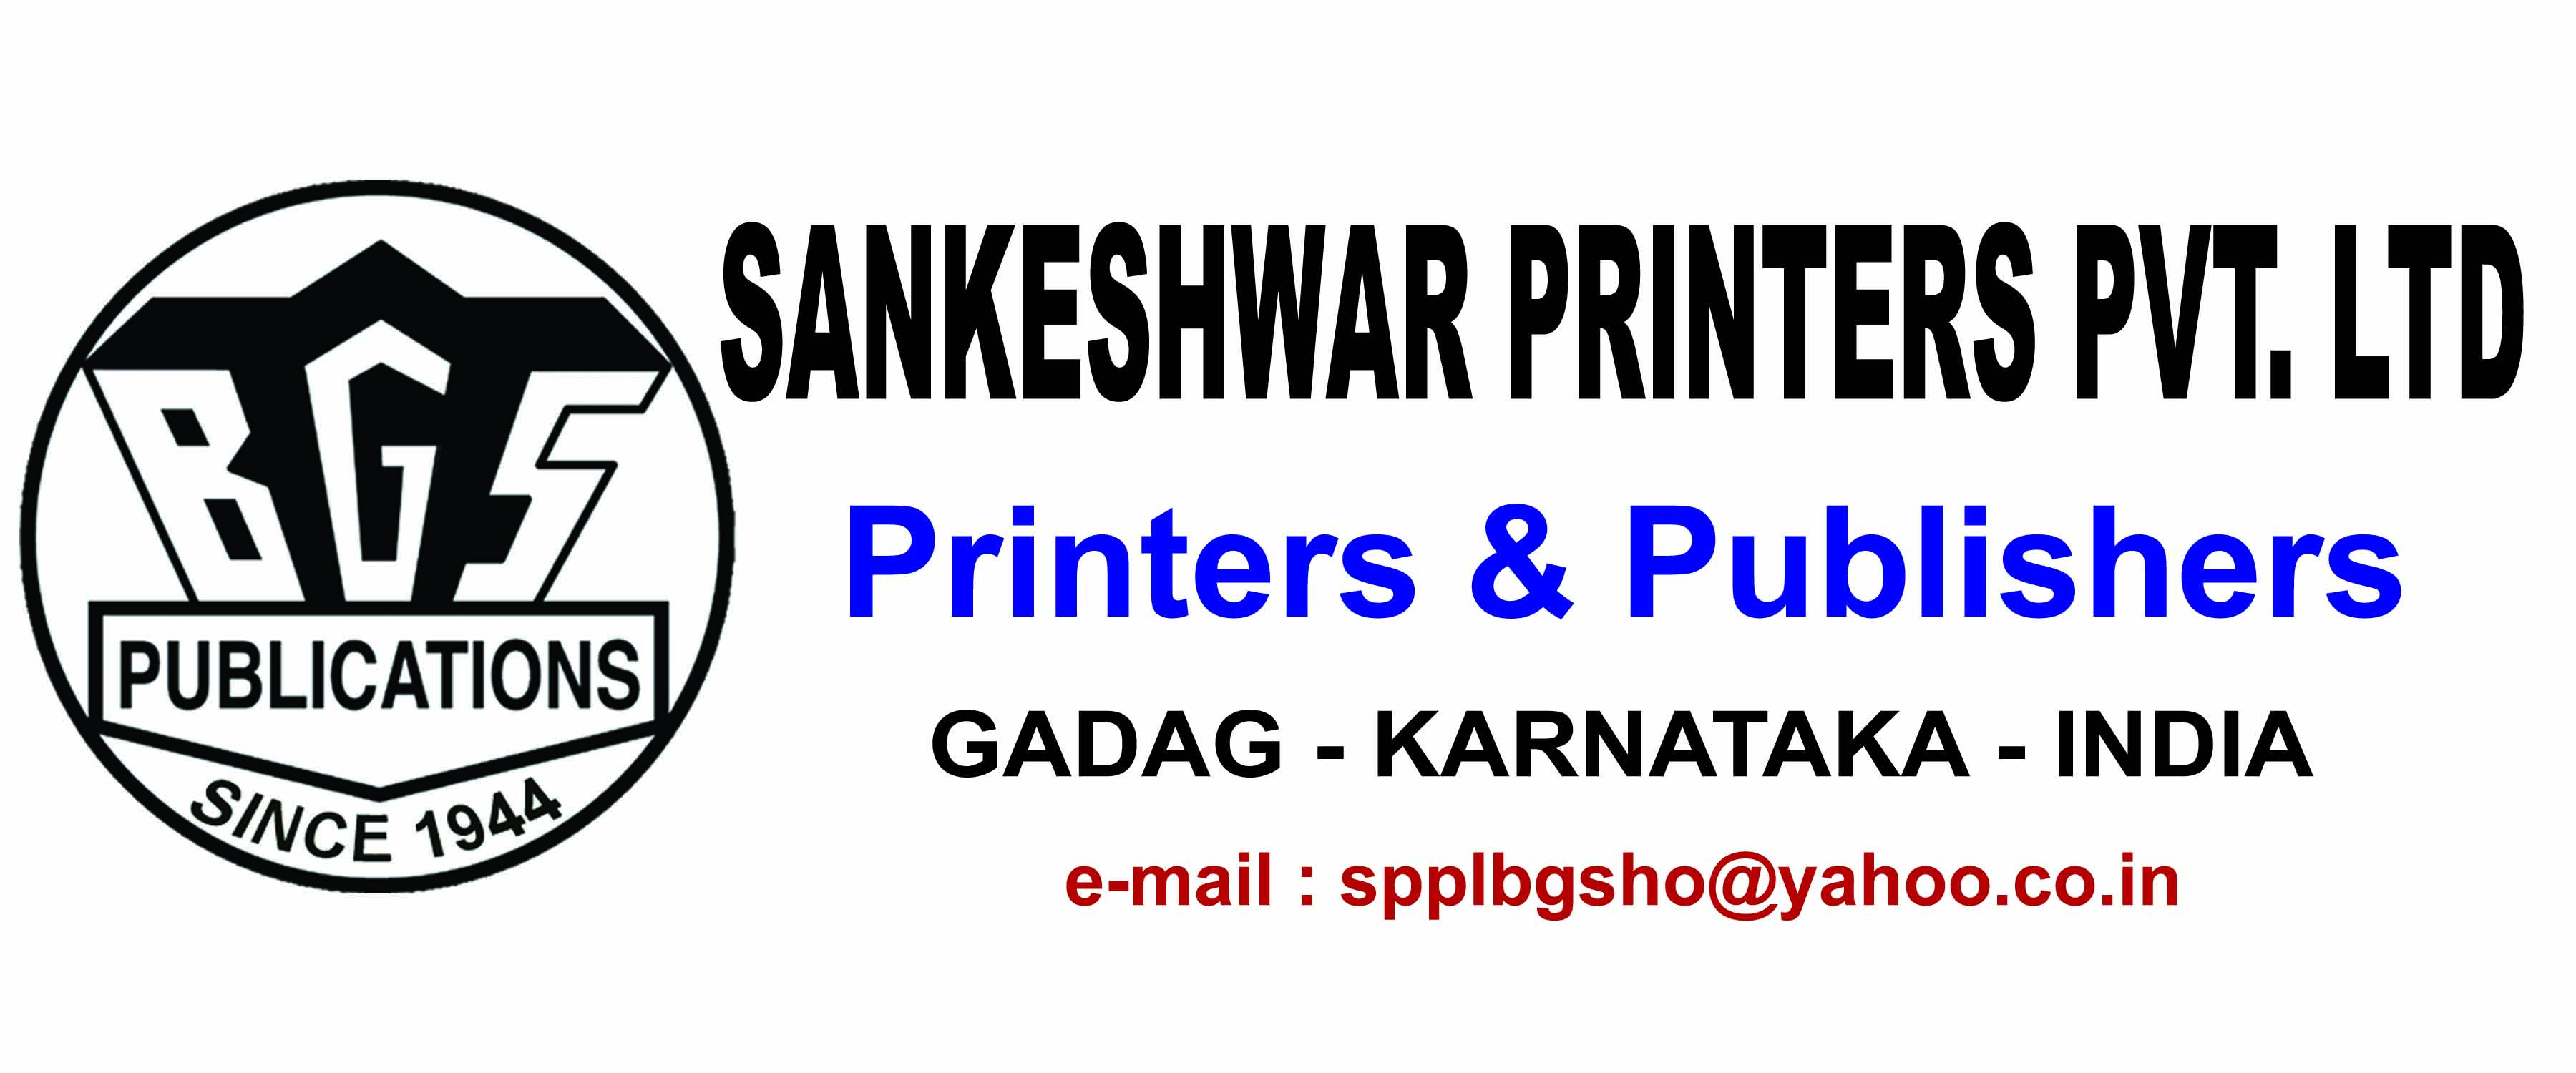 BGS
PUBLICATIONS
SINCE 1944
SANKESHWAR PRINTERS PVT. LTD
Printers & Publishers
GADAG - KARNATAKA - INDIA
e-mail : spplbgsho@yahoo.co.in